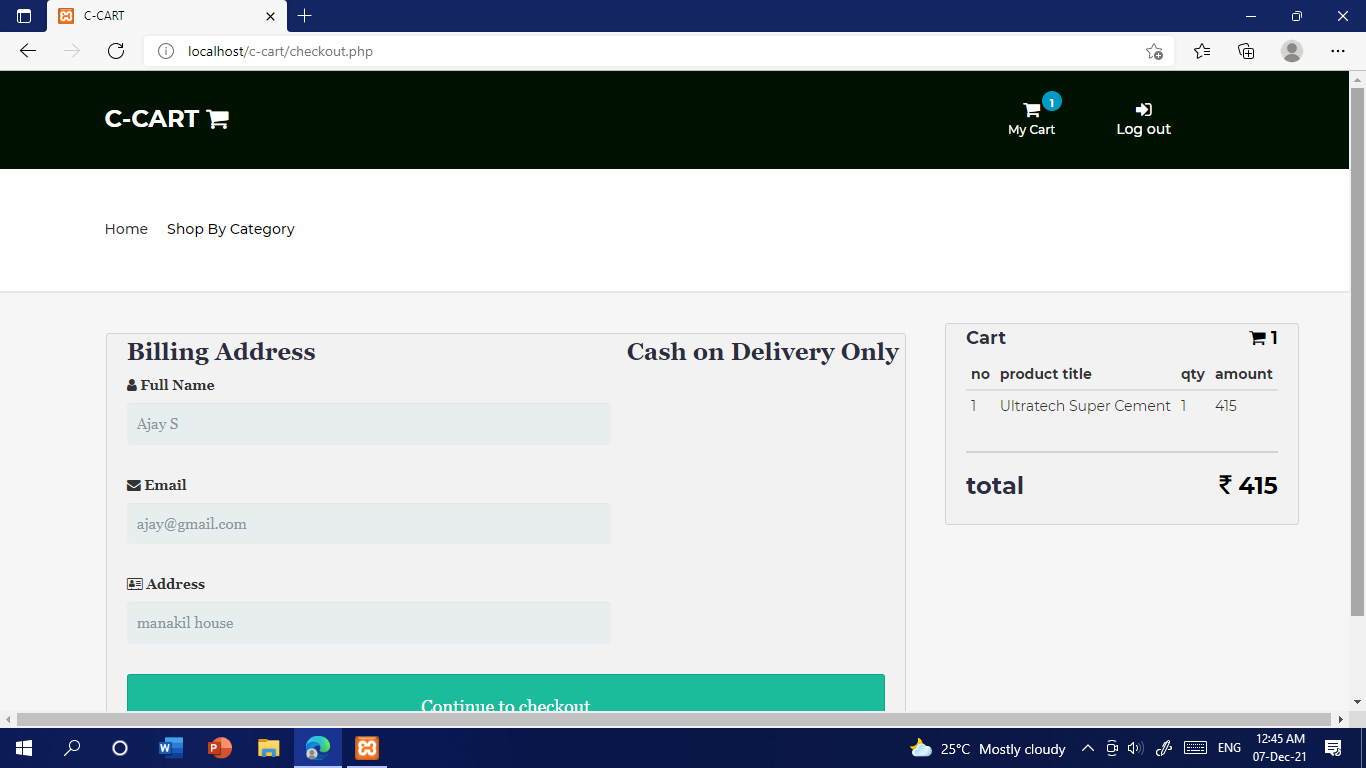 C-CART
localhost/c-cart/checkout.php
C-CART
1
My Cart
Log out
Home Shop By Category
Billing Address
Cash on Delivery Only
Full Name
Ajay S
Email
ajay@gmail.com
Address
manakil house
Continue to checkout
Cart 1
no product title qty amount
1 Ultratech Super Cement 1 415
total ₹ 415
25°C Mostly cloudy
ENG
12:45 AM
07-Dec-21